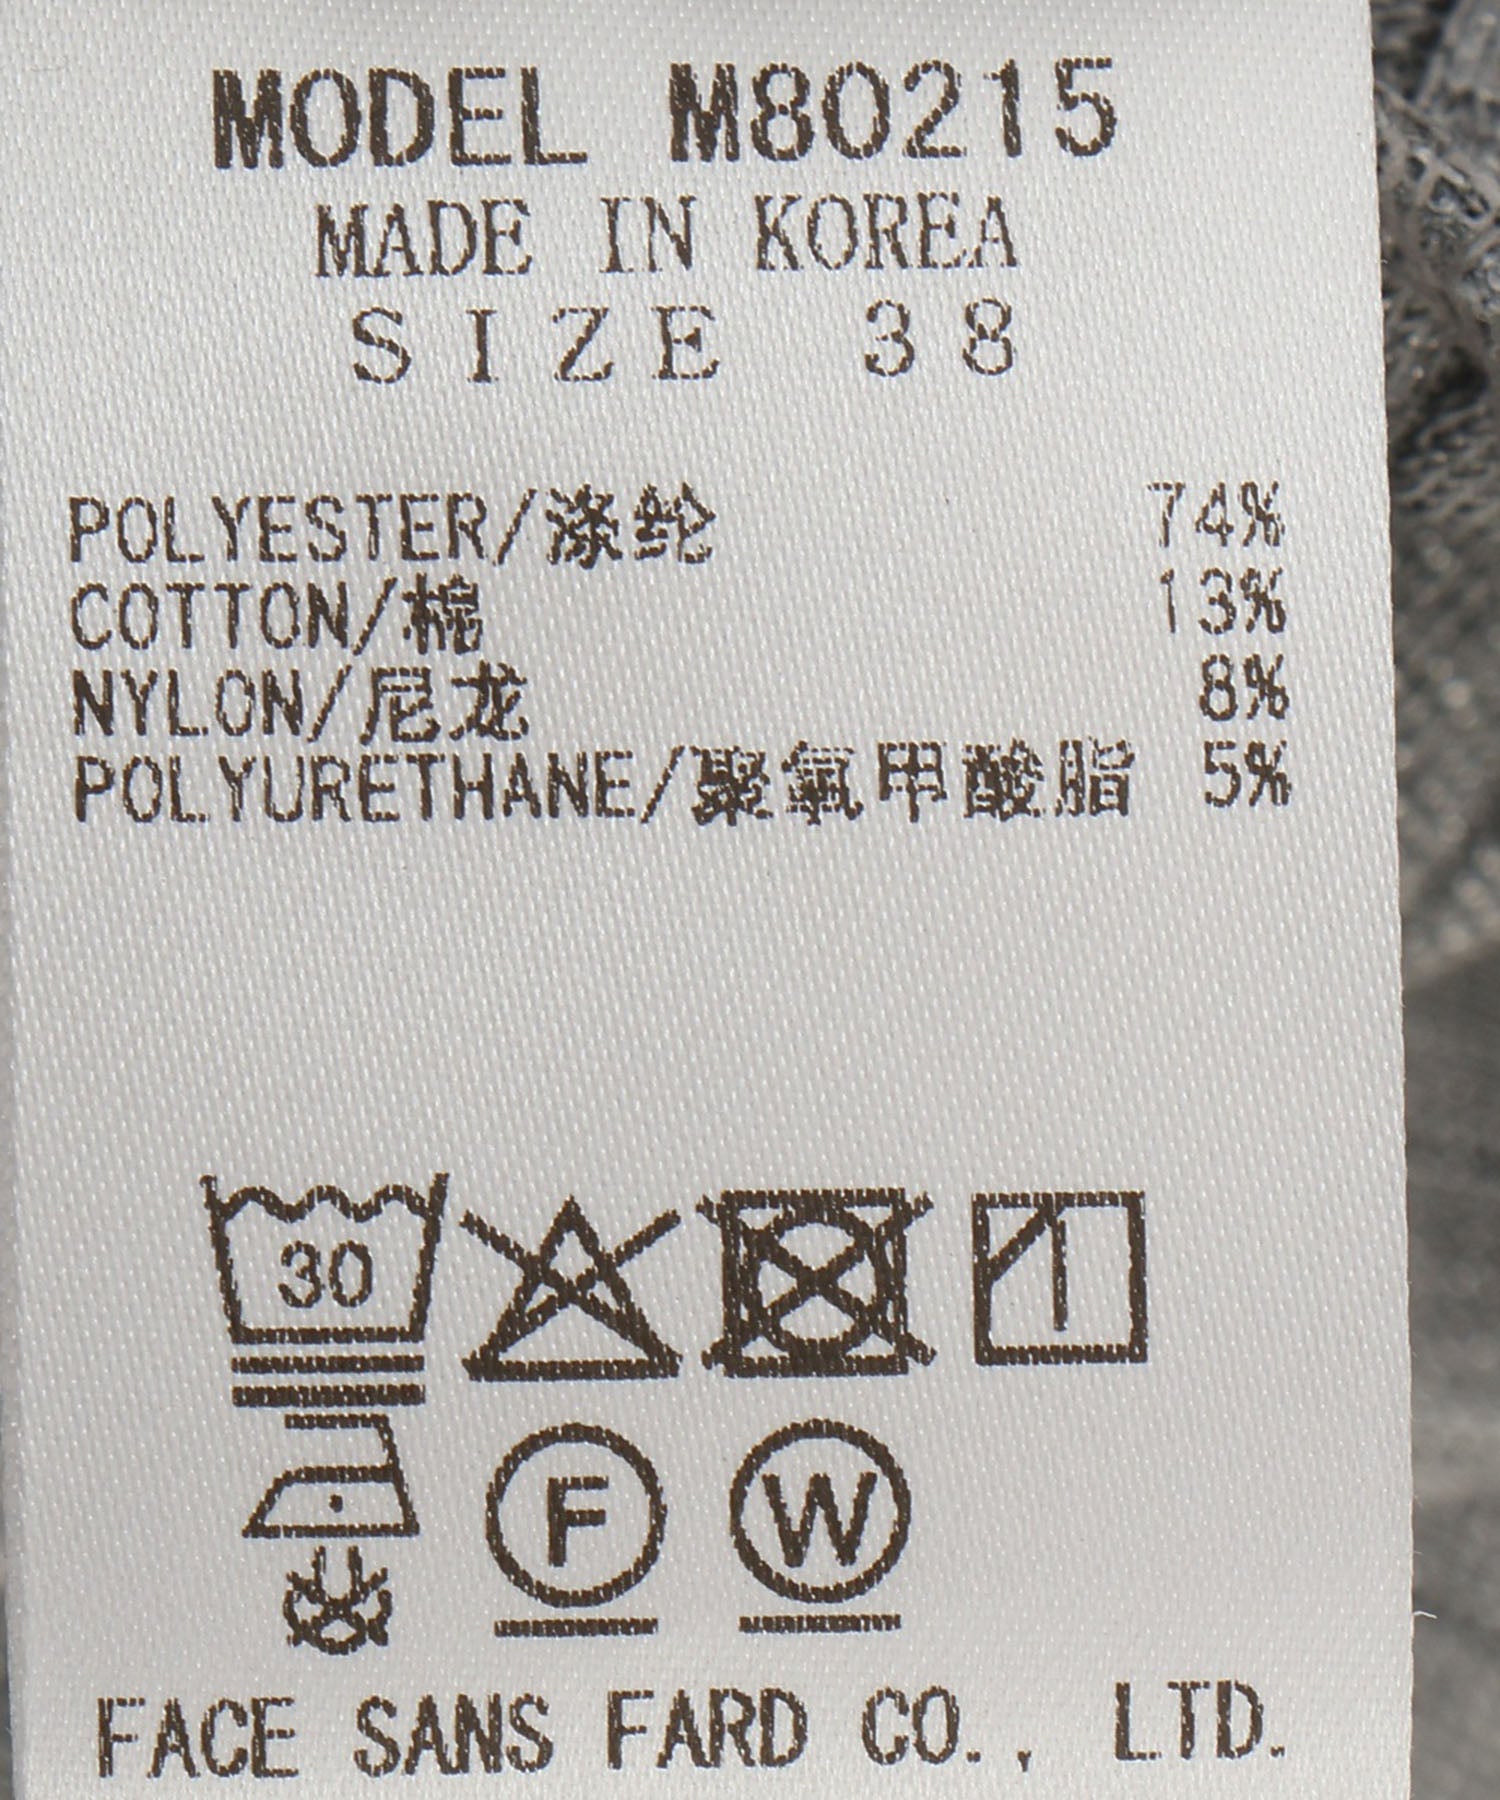 MODEL M80215
MADE IN KOREA
SIZE 38
POLYESTER/涤纶 74%
COTTON/棉 13%
NYLON/尼龙 8%
POLYURETHANE/聚氯甲酸脂 5%
30
F W
FACE SANS FARD CO., LTD.